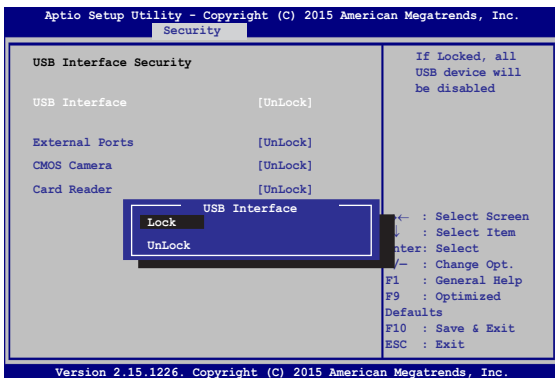 Aptio Setup Utility - Copyright (C) 2015 American Megatrends, Inc.
Security
USB Interface Security
USB Interface [UnLock]
External Ports [UnLock]
CMOS Camera [UnLock]
Card Reader [UnLock]
USB Interface
Lock
UnLock
If Locked, all
USB device will
be disabled
← : Select Screen
↓ : Select Item
nter: Select
/— : Change Opt.
F1 : General Help
F9 : Optimized
Defaults
F10 : Save & Exit
ESC : Exit
Version 2.15.1226. Copyright (C) 2015 American Megatrends, Inc.